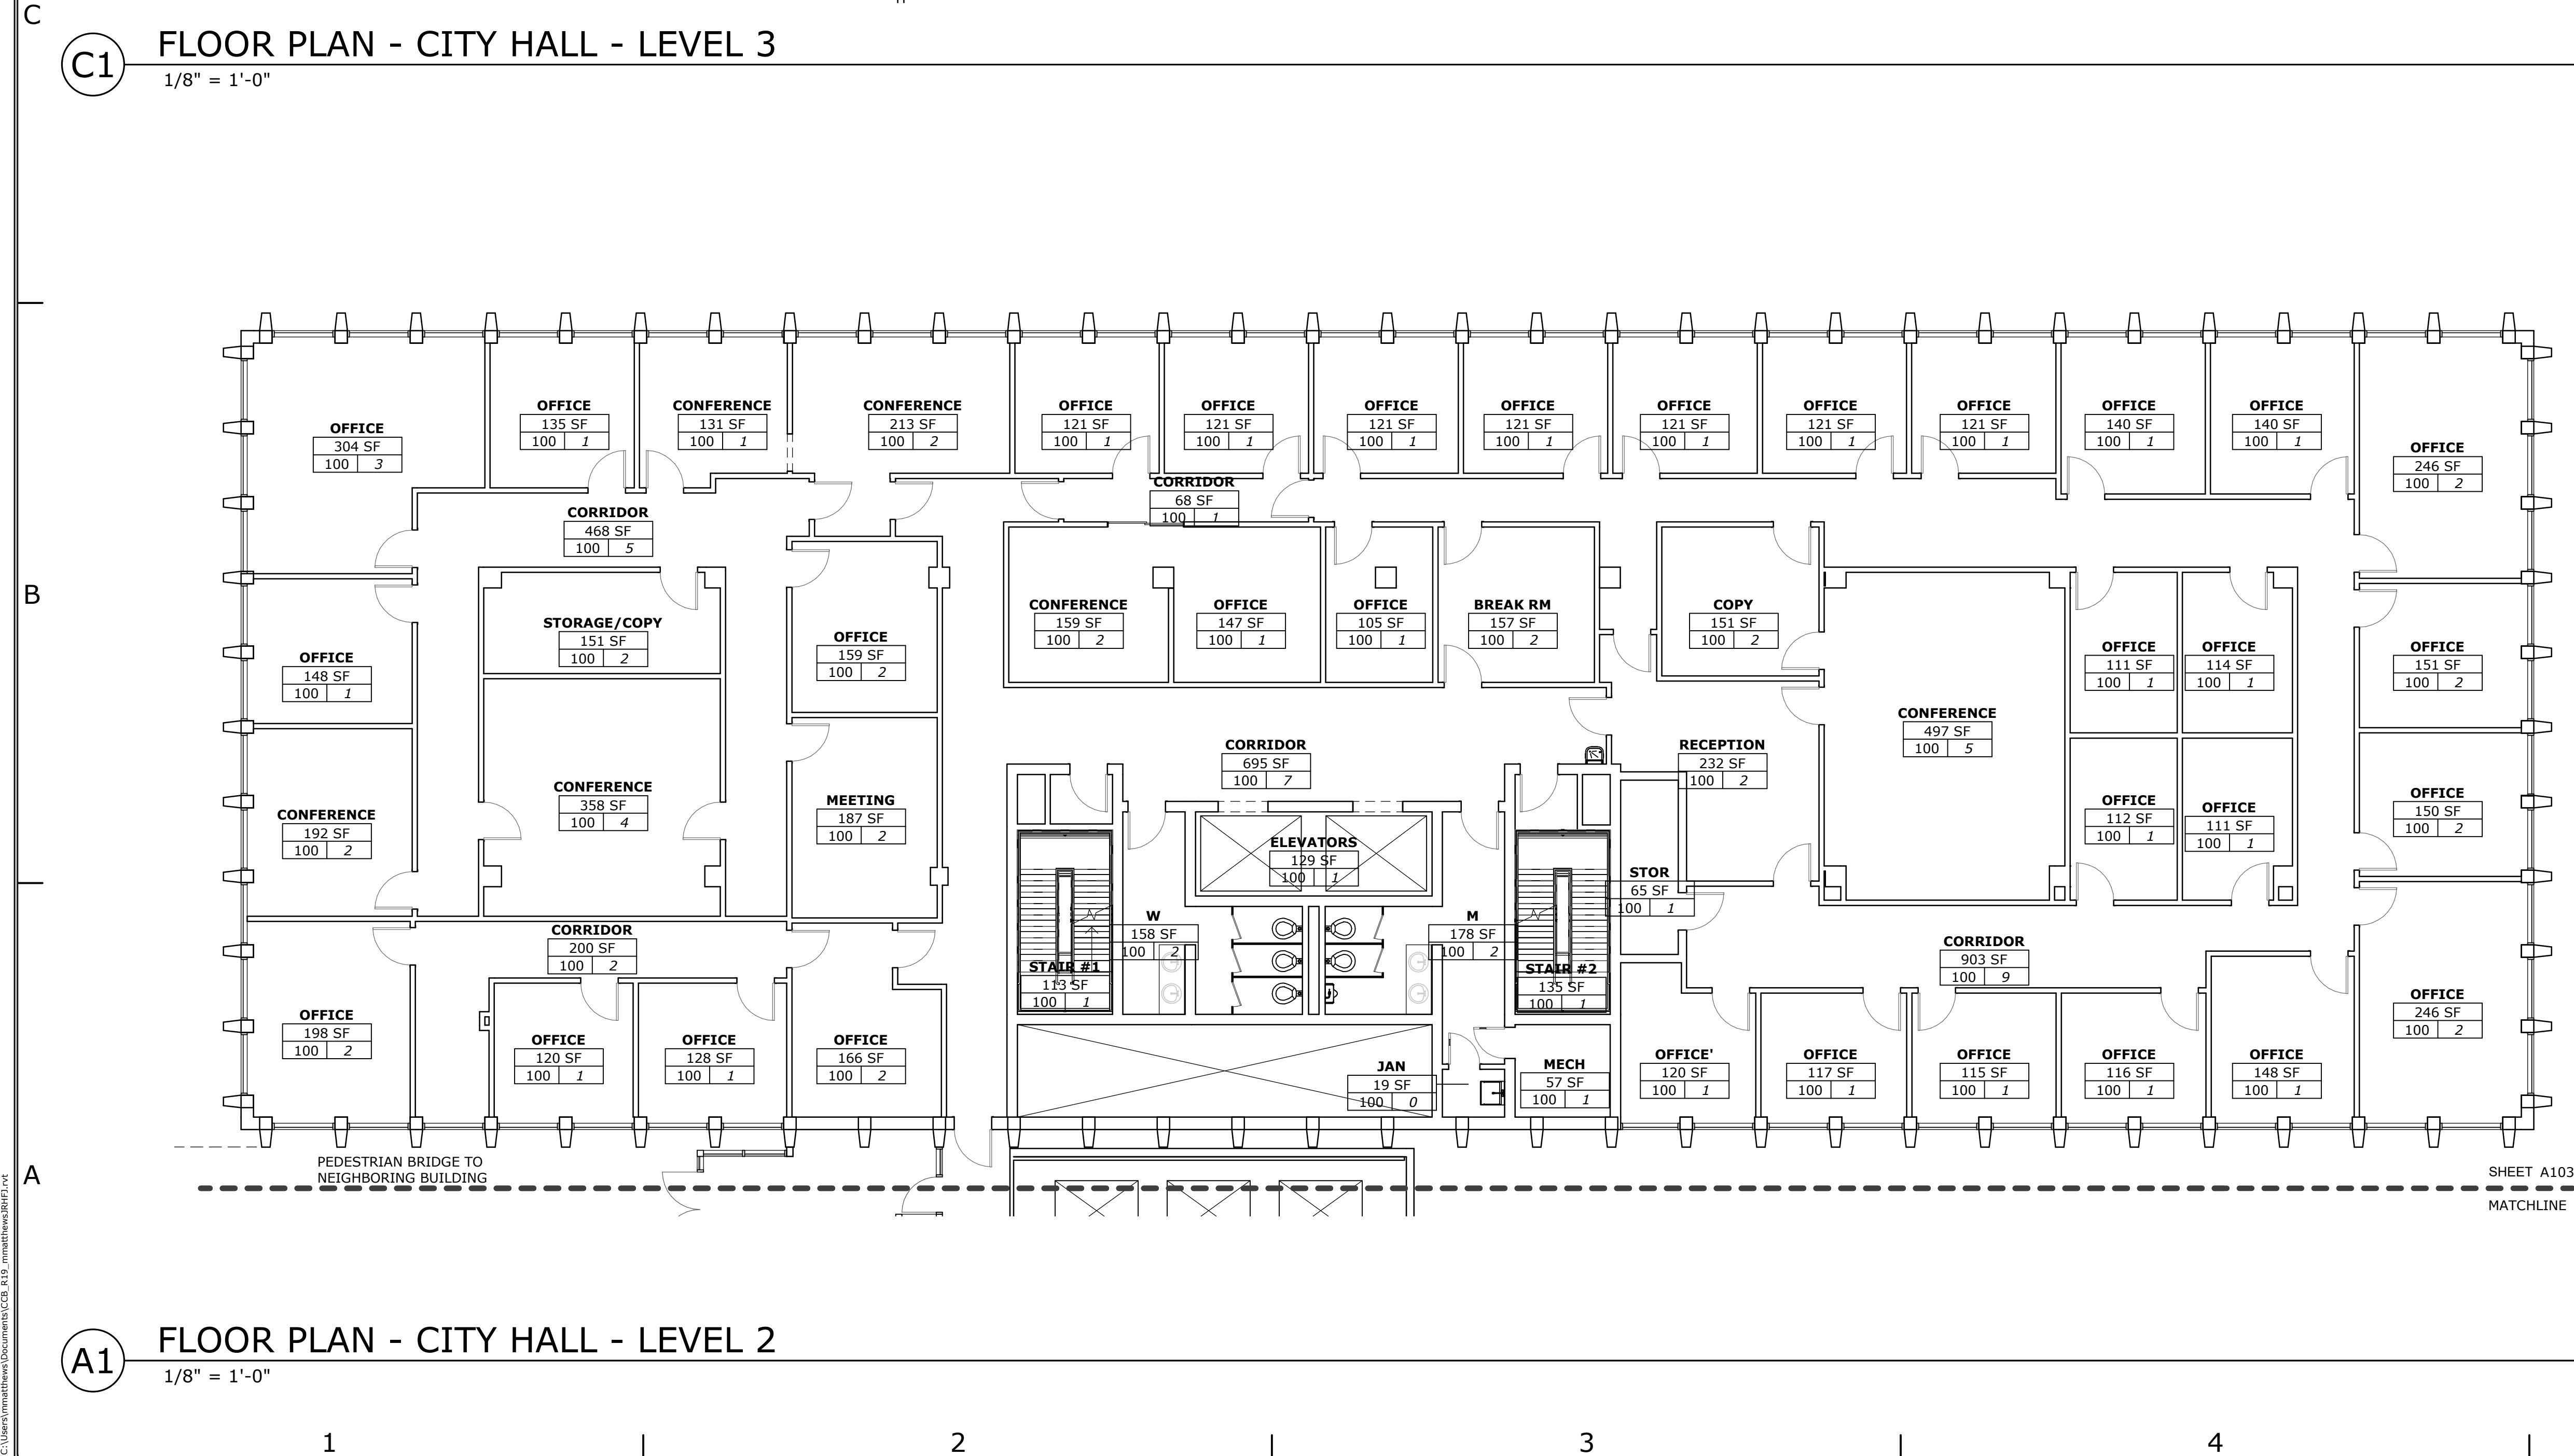 C
C1
FLOOR PLAN - CITY HALL - LEVEL 3
1/8" = 1'-0"
OFFICE
304 SF
100 3
OFFICE
135 SF
100 1
CONFERENCE
131 SF
100 1
CONFERENCE
213 SF
100 2
OFFICE
121 SF
100 1
OFFICE
121 SF
100 1
OFFICE
121 SF
100 1
OFFICE
121 SF
100 1
OFFICE
121 SF
100 1
OFFICE
121 SF
100 1
OFFICE
121 SF
100 1
OFFICE
140 SF
100 1
OFFICE
140 SF
100 1
OFFICE
246 SF
100 2
CORRIDOR
468 SF
100 5
CORRIDOR
68 SF
100 1
B
STORAGE/COPY
151 SF
100 2
OFFICE
159 SF
100 2
CONFERENCE
159 SF
100 2
OFFICE
147 SF
100 1
OFFICE
105 SF
100 1
BREAK RM
157 SF
100 2
COPY
151 SF
100 2
OFFICE
111 SF
100 1
OFFICE
114 SF
100 1
OFFICE
151 SF
100 2
OFFICE
148 SF
100 1
CONFERENCE
497 SF
100 5
CORRIDOR
695 SF
100 7
RECEPTION
232 SF
100 2
CONFERENCE
192 SF
100 2
CONFERENCE
358 SF
100 4
MEETING
187 SF
100 2
ELEVATORS
129 SF
100 1
OFFICE
112 SF
100 1
OFFICE
111 SF
100 1
OFFICE
150 SF
100 2
STOR
65 SF
100 1
CORRIDOR
200 SF
100 2
W
158 SF
100 2
M
178 SF
100 2
CORRIDOR
903 SF
100 9
STAIR #1
113 SF
100 1
STAIR #2
135 SF
100 1
OFFICE
198 SF
100 2
OFFICE
120 SF
100 1
OFFICE
128 SF
100 1
OFFICE
166 SF
100 2
JAN
19 SF
100 0
MECH
57 SF
100 1
OFFICE'
120 SF
100 1
OFFICE
117 SF
100 1
OFFICE
115 SF
100 1
OFFICE
116 SF
100 1
OFFICE
148 SF
100 1
OFFICE
246 SF
100 2
A
PEDESTRIAN BRIDGE TO
NEIGHBORING BUILDING
SHEET A103
MATCHLINE
A1
FLOOR PLAN - CITY HALL - LEVEL 2
1/8" = 1'-0"
1 2 3 4
C:\Users\mmatthews\Documents\CCB_R19_mmatthewsJRHFJ.rvt